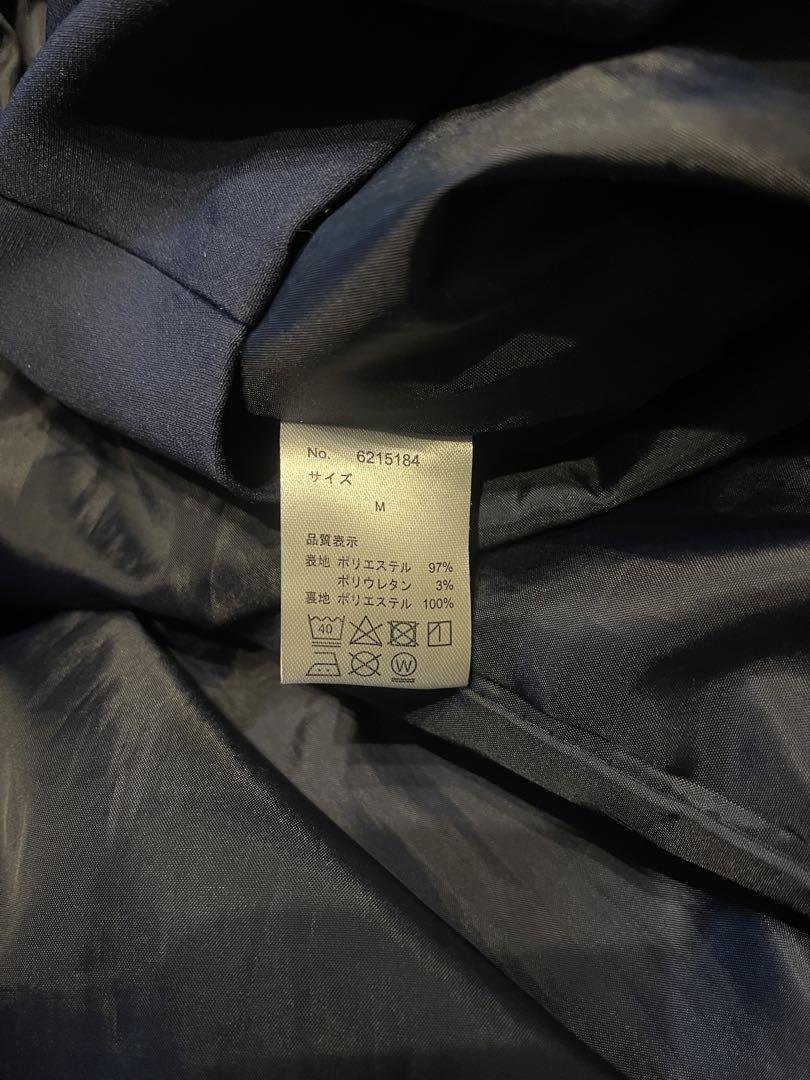 No. 6215184
サイズ
M
品質表示
表地 ポリエステル 97%
ポリウレタン 3%
裏地 ポリエステル 100%
40
W